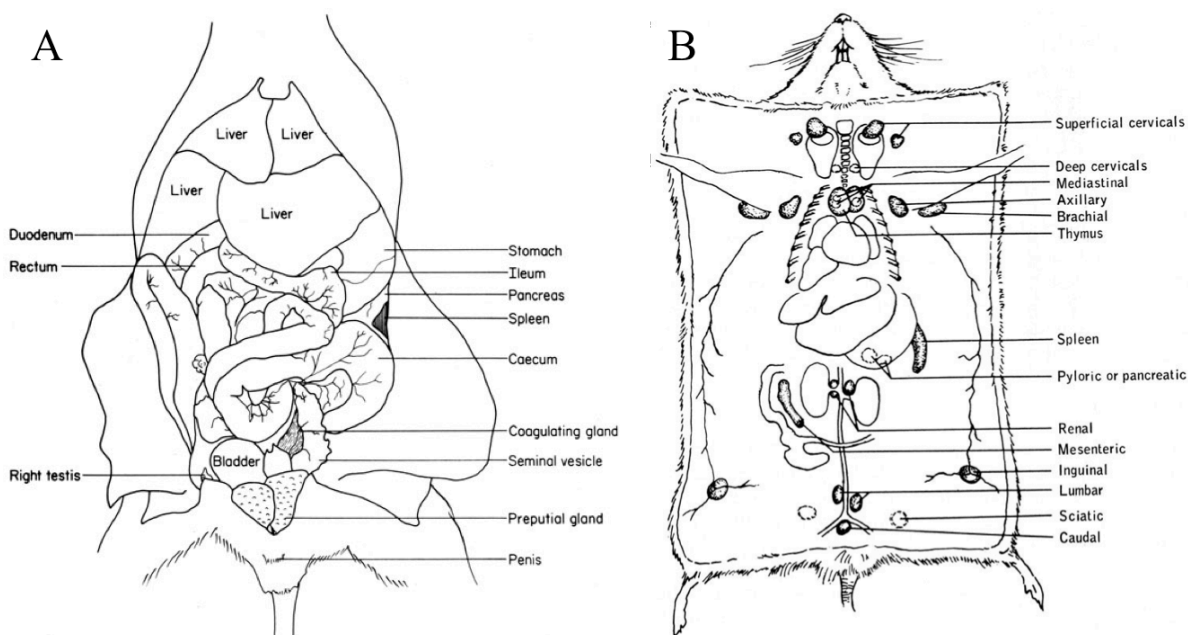 A
Liver
Liver
Liver
Liver
Duodenum
Rectum
Stomach
Ileum
Pancreas
Spleen
Caecum
Coagulating gland
Bladder
Seminal vesicle
Right testis
Preputial gland
Penis
B
Superficial cervicals
Deep cervicals
Mediastinal
Axillary
Brachial
Thymus
Spleen
Pyloric or pancreatic
Renal
Mesenteric
Inguinal
Lumbar
Sciatic
Caudal